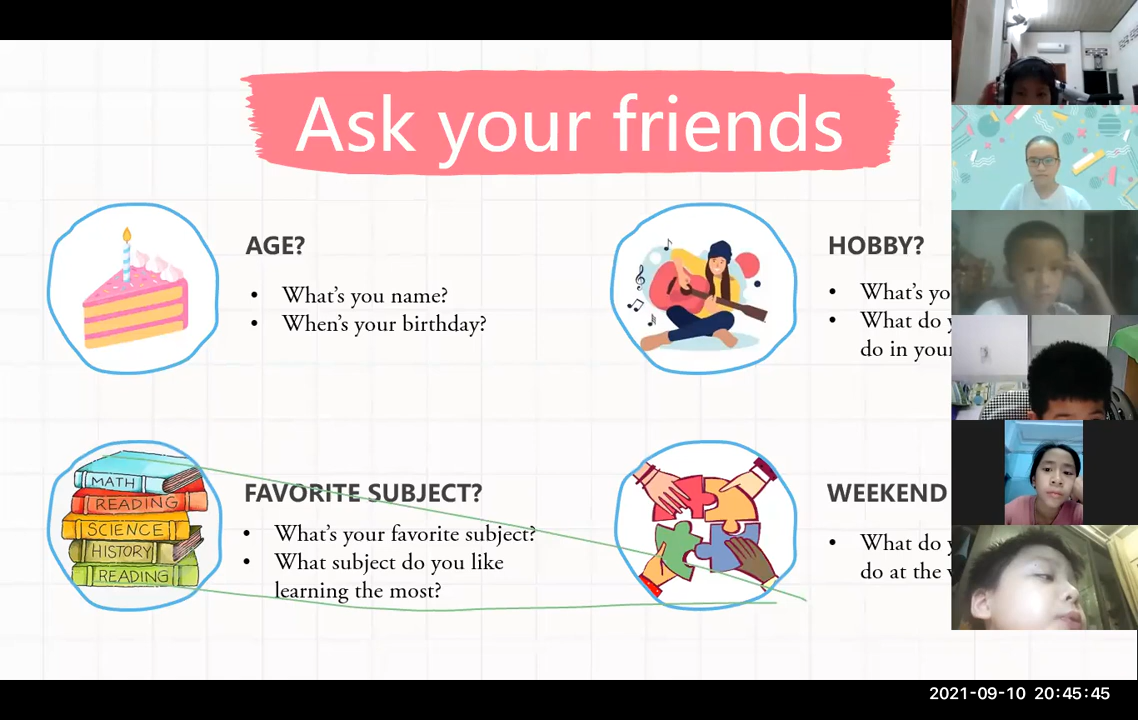 Ask your friends
AGE?
• What's you name?
• When's your birthday?
HOBBY?
• What's yo
• What do
do in your
MATH
READING
SCIENCE
HISTORY
READING
FAVORITE SUBJECT?
• What's your favorite subject?
• What subject do you like
learning the most?
WEEKEND
• What do
do at the
2021-09-10 20:45:45